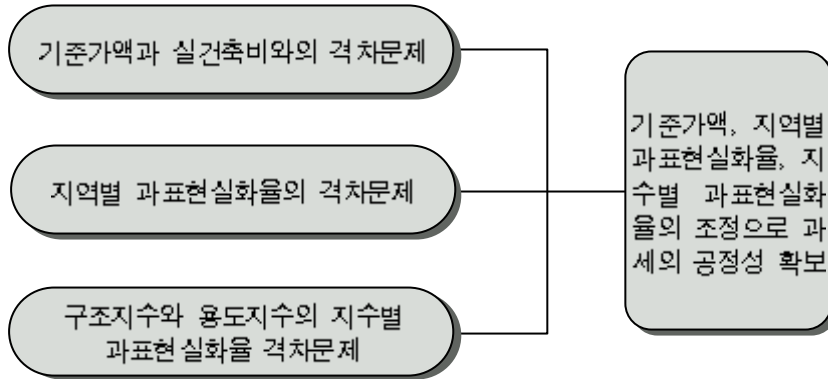 기준가액과 실건축비와의 격차문제
지역별 과표현실화율의 격차문제
구조지수와 용도지수의 지수별
과표현실화율 격차문제
기준가액, 지역별
과표현실화율, 지
수별 과표현실화
율의 조정으로 과
세의 공정성 확보